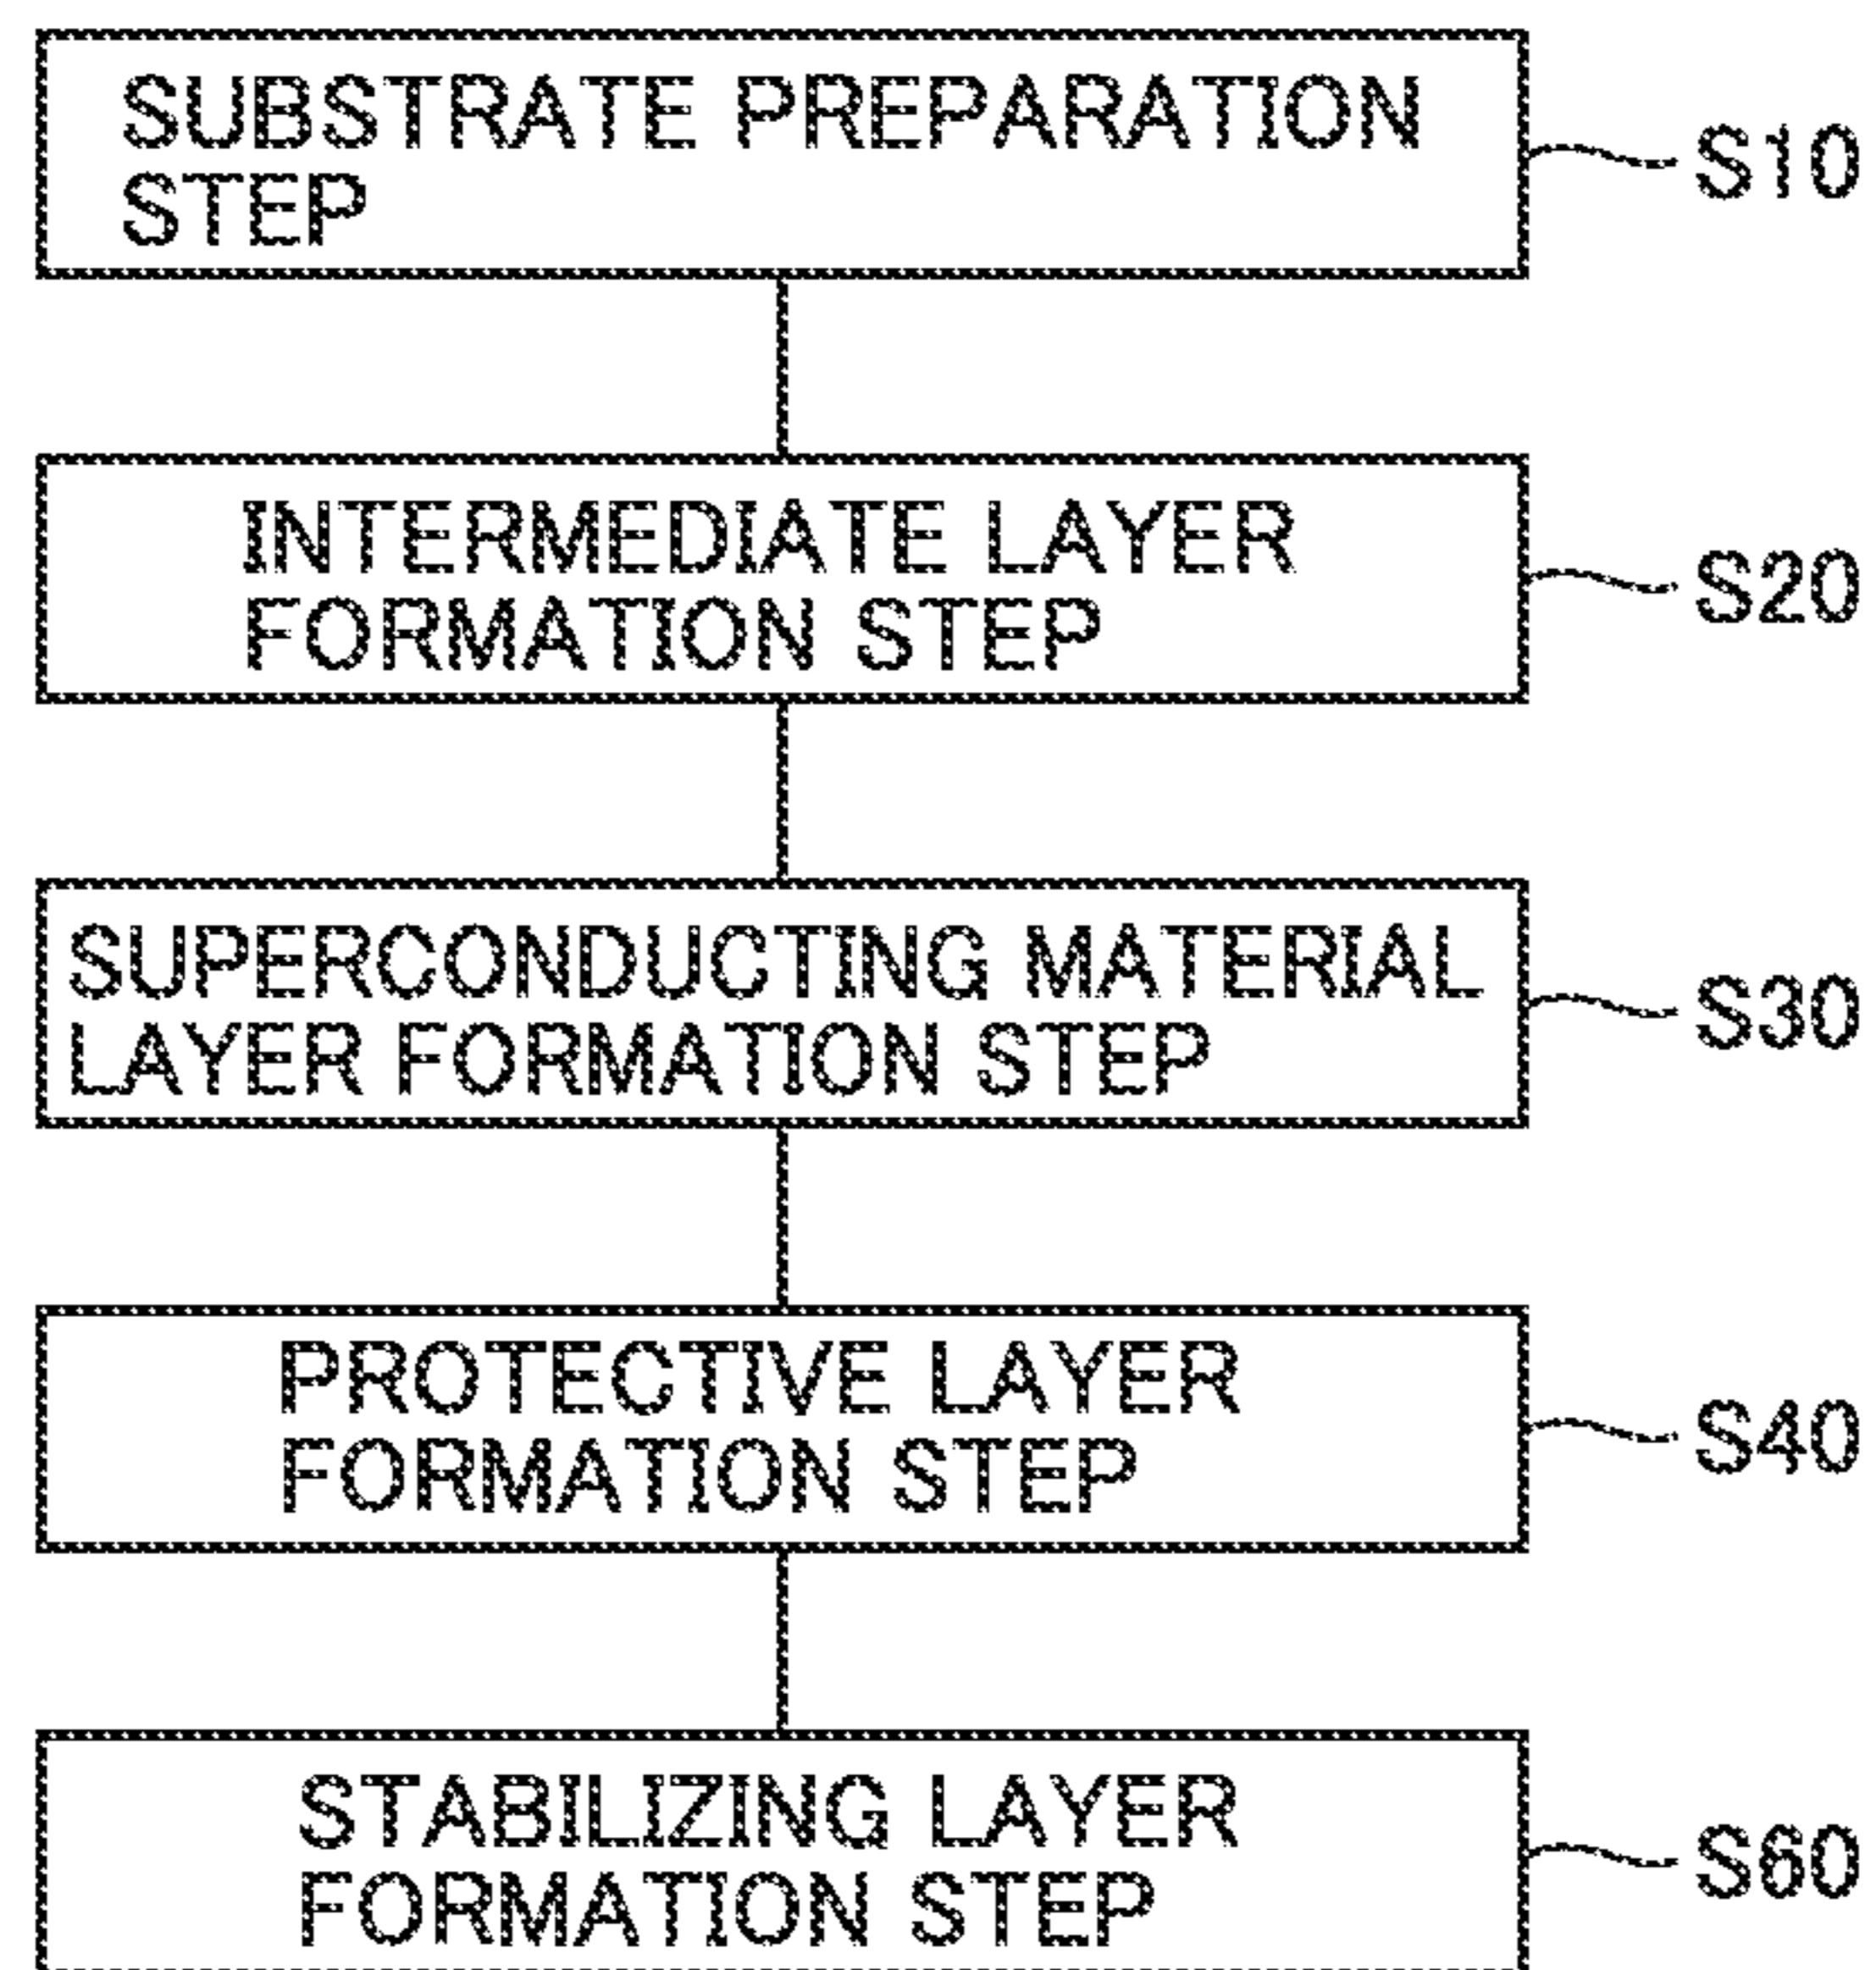 SUBSTRATE PREPARATION
STEP
S10
INTERMEDIATE LAYER
FORMATION STEP
S20
SUPERCONDUCTING MATERIAL
LAYER FORMATION STEP
S30
PROTECTIVE LAYER
FORMATION STEP
S40
STABILIZING LAYER
FORMATION STEP
S60